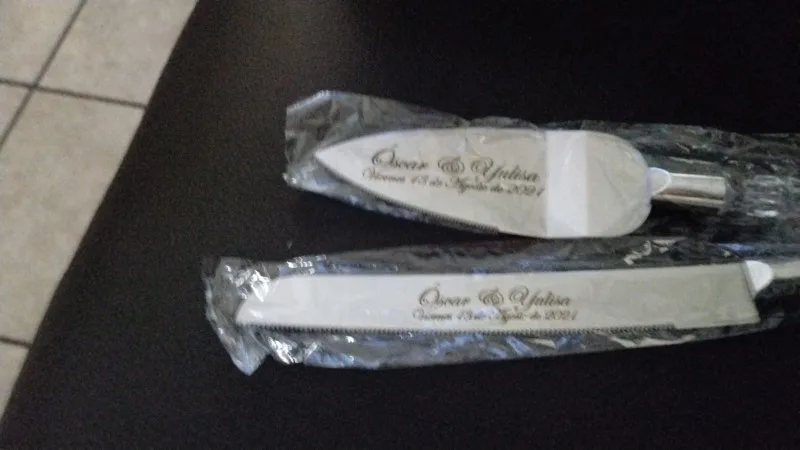 Óscar & Yulisa
Viernes 13 de Agosto de 2021
Óscar & Yulisa
Viernes 13 de Agosto de 2021